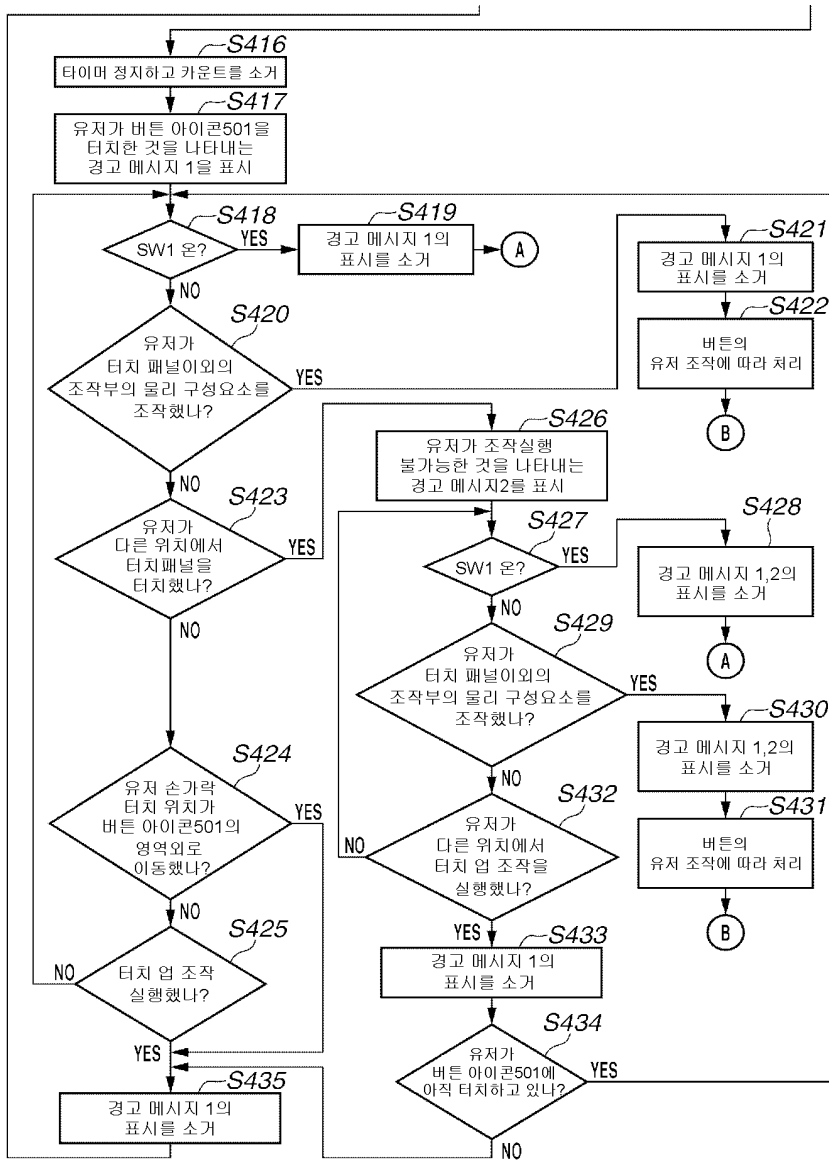 S416
타이머 정지하고 카운트를 소거
S417
유저가 버튼 아이콘501을
터치한 것을 나타내는
경고 메시지 1을 표시
S418
SW1 온?
YES
NO
S419
경고 메시지 1의
표시를 소거
A
S420
유저가
터치 패널이외의
조작부의 물리 구성요소를
조작했나?
YES
NO
S421
경고 메시지 1의
표시를 소거
S422
버튼의
유저 조작에 따라 처리
B
S423
유저가
다른 위치에서
터치패널을
터치했나?
YES
NO
S424
유저 손가락
터치 위치가
버튼 아이콘501의
영역외로
이동했나?
YES
NO
S425
터치 업 조작
실행했나?
NO
YES
S435
경고 메시지 1의
표시를 소거
S426
유저가 조작실행
불가능한 것을 나타내는
경고 메시지2를 표시
S427
SW1 온?
YES
NO
S428
경고 메시지 1,2의
표시를 소거
A
S429
유저가
터치 패널이외의
조작부의 물리 구성요소를
조작했나?
YES
NO
S430
경고 메시지 1,2의
표시를 소거
S431
버튼의
유저 조작에 따라 처리
B
S432
유저가
다른 위치에서
터치 업 조작을
실행했나?
NO
YES
S433
경고 메시지 1의
표시를 소거
S434
유저가
버튼 아이콘501에
아직 터치하고 있나?
YES
NO